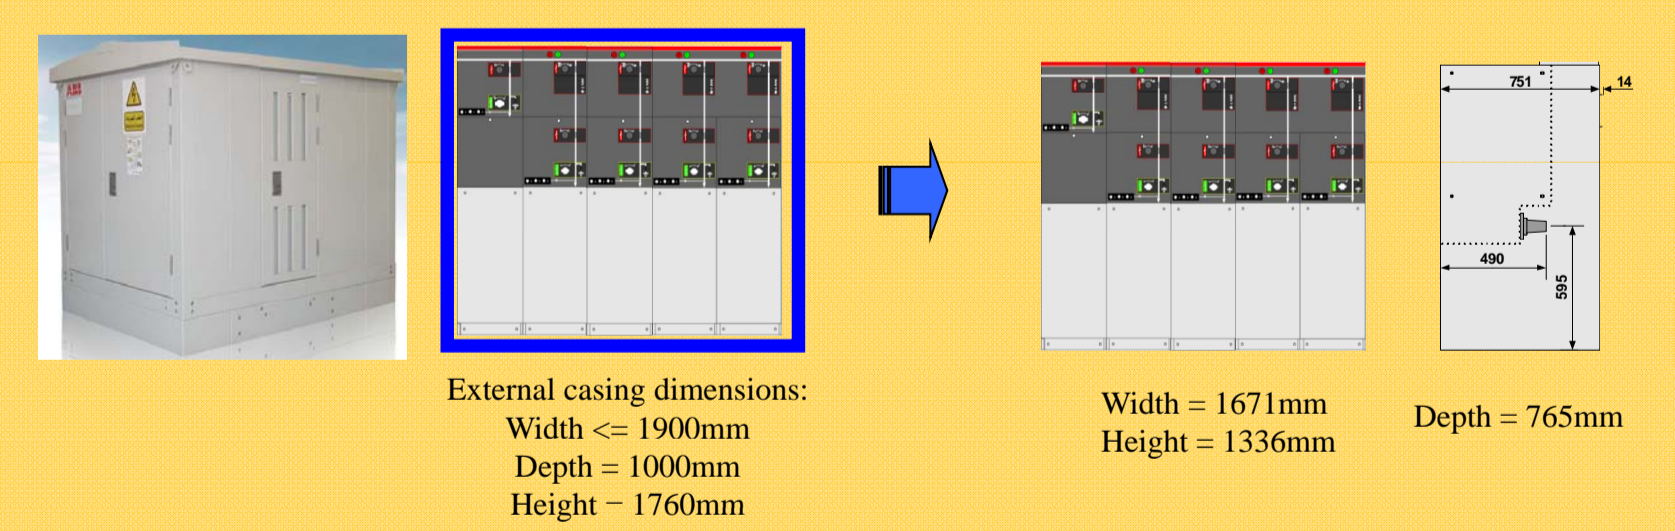 ABB
External casing dimensions:
Width <= 1900mm
Depth = 1000mm
Height − 1760mm
Width = 1671mm
Height = 1336mm
751
14
490
595
Depth = 765mm